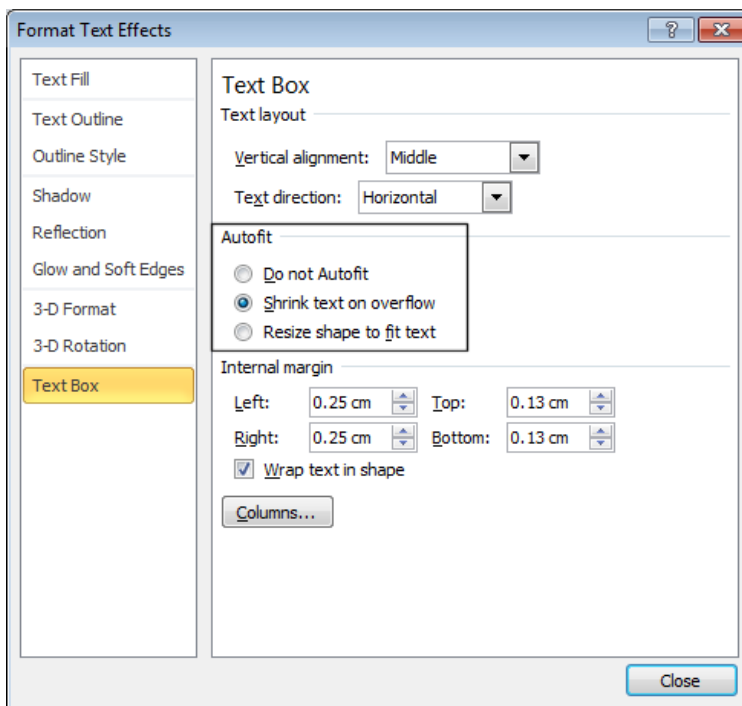 Format Text Effects
Text Fill
Text Outline
Outline Style
Shadow
Reflection
Glow and Soft Edges
3-D Format
3-D Rotation
Text Box
Text Box
Text layout
Vertical alignment: Middle
Text direction: Horizontal
Autofit
Do not Autofit
Shrink text on overflow
Resize shape to fit text
Internal margin
Left: 0.25 cm Top: 0.13 cm
Right: 0.25 cm Bottom: 0.13 cm
Wrap text in shape
Columns...
Close